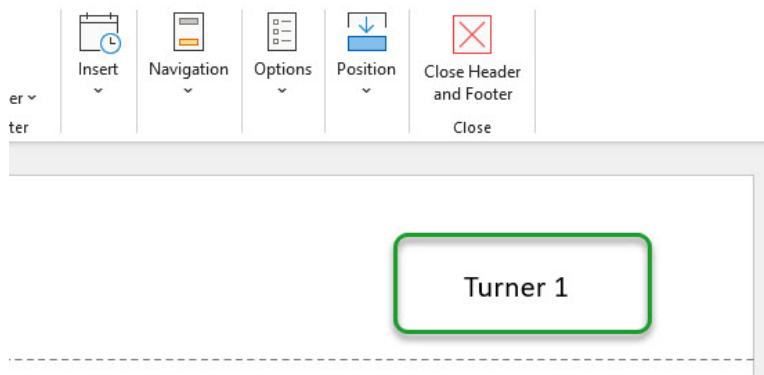 Insert
Navigation
Options
Position
Close Header
and Footer
er
ter
Close
Turner 1